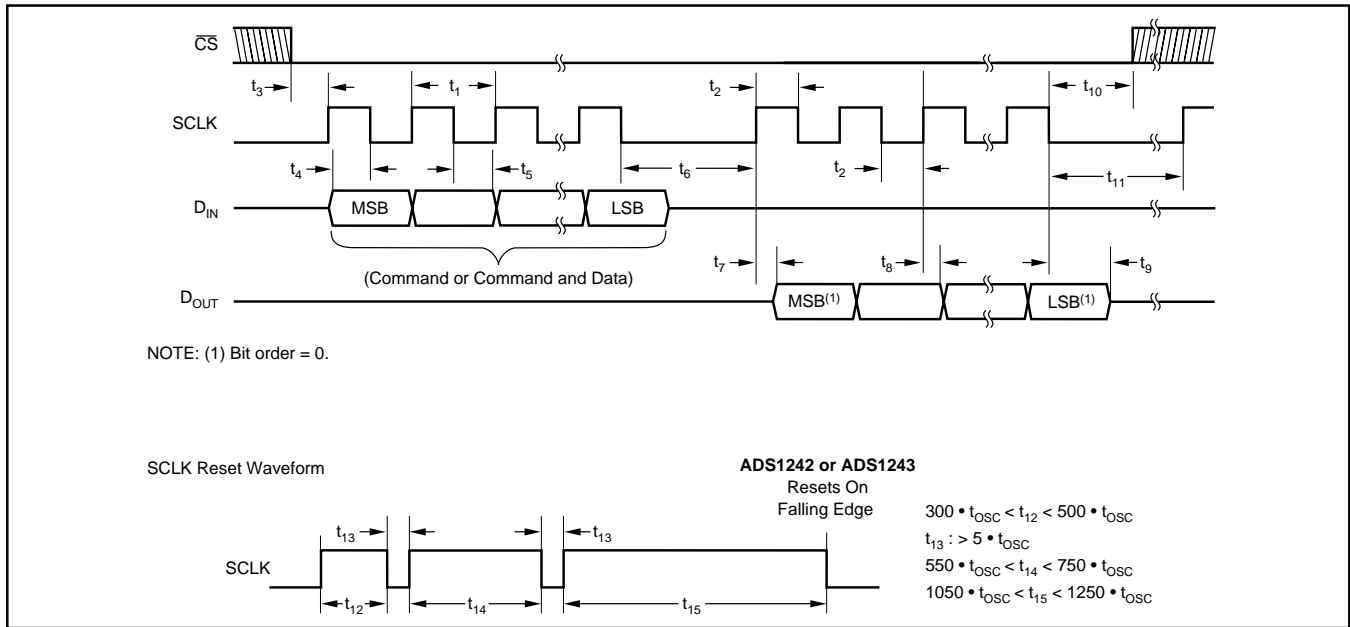 CS
t3 t1 t2 t10
SCLK
t4 t5 t6 t2 t11
DIN MSB LSB
(Command or Command and Data)
t7 t8 t9
DOUT MSB(1) LSB(1)
NOTE: (1) Bit order = 0.
SCLK Reset Waveform
ADS1242 or ADS1243
Resets On
Falling Edge
300 • tOSC < t12 < 500 • tOSC
t13 : > 5 • tOSC
550 • tOSC < t14 < 750 • tOSC
1050 • tOSC < t15 < 1250 • tOSC
t13 t13
SCLK
t12 t14 t15